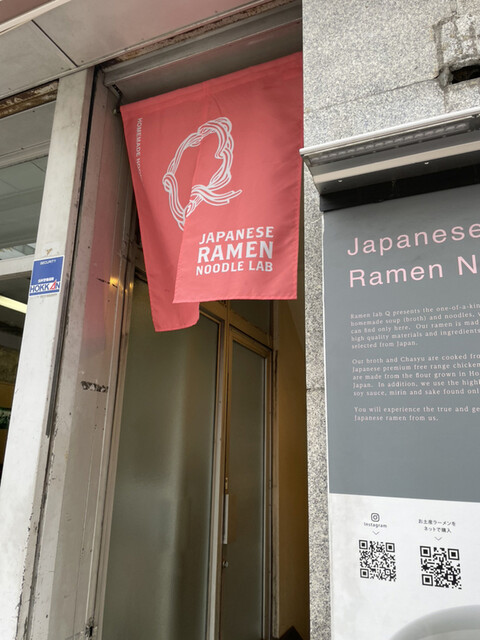 HOMEMADE
JAPANESE
RAMEN
NOODLE LAB
SECURITY
HOKKAN
Japanese
Ramen N
Ramen lab Q presents the one-of-a-kin
homemade soup (broth) and noodles,
can find only here. Our ramen is mad
high quality materials and ingredient
selected from Japan.
Our broth and Chasyu are cooked from
Japanese premium free range chicken
are made from the flour grown in Ho
Japan. In addition, we use the high
soy sauce, mirin and sake found onl
You will experience the true and ge
Japanese ramen from us.
Instagram
お土産ラーメンを
ネットで購入